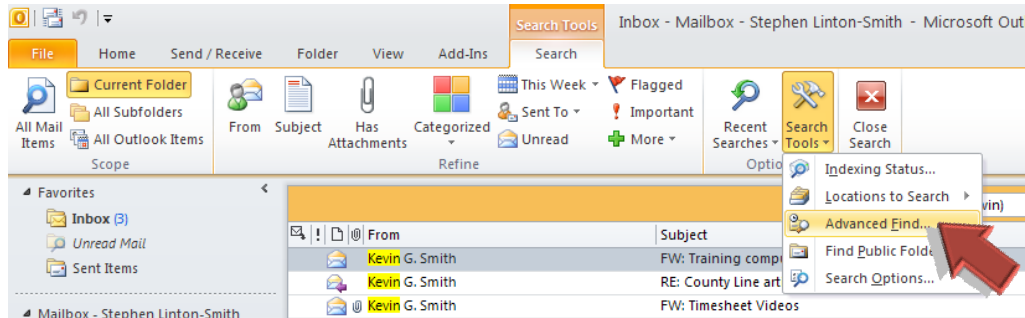 Inbox - Mailbox - Stephen Linton-Smith - Microsoft Out
Search Tools
File Home Send / Receive Folder View Add-Ins Search
Current Folder
All Subfolders
All Outlook Items
All Mail
Items
Scope
From
Subject
Has
Attachments
Categorized
This Week
Sent To
Unread
Flagged
Important
More
Refine
Recent
Searches
Search
Tools
Close
Search
Optio
Indexing Status...
Locations to Search
Advanced Find...
Find Public Folde
Search Options...
Favorites
Inbox (3)
Unread Mail
Sent Items
Mailbox - Stephen Linton-Smith
win)
From Subject
Kevin G. Smith FW: Training compu
Kevin G. Smith RE: County Line art
Kevin G. Smith FW: Timesheet Videos